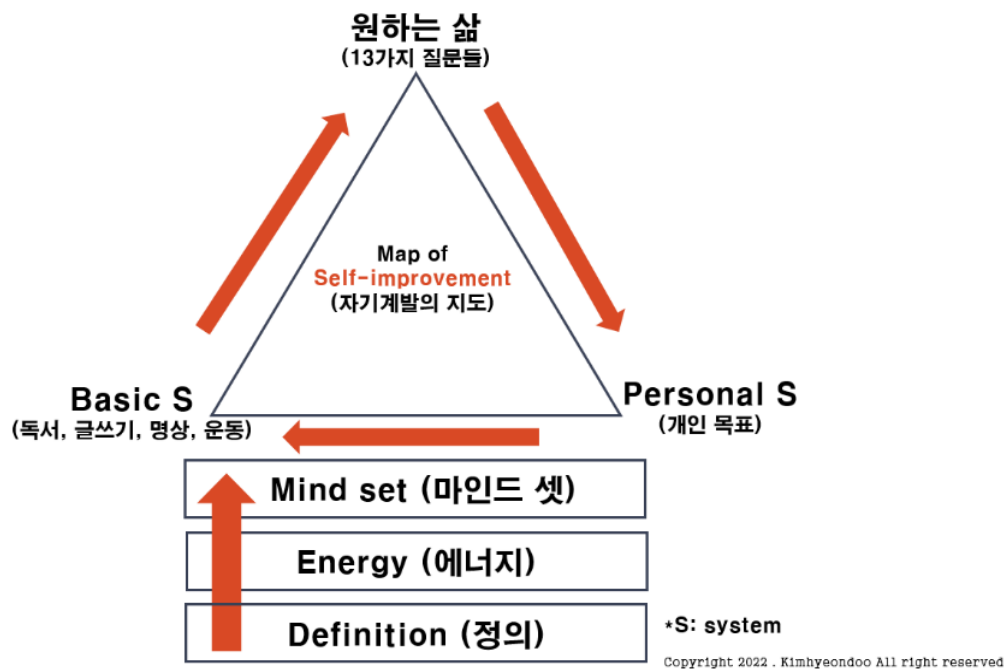 원하는 삶
(13가지 질문들)
Map of
Self-improvement
(자기계발의 지도)
Basic S
(독서, 글쓰기, 명상, 운동)
Personal S
(개인 목표)
Mind set (마인드 셋)
Energy (에너지)
Definition (정의)
*S: system
Copyright 2022 . Kimhyeondoo All right reserved